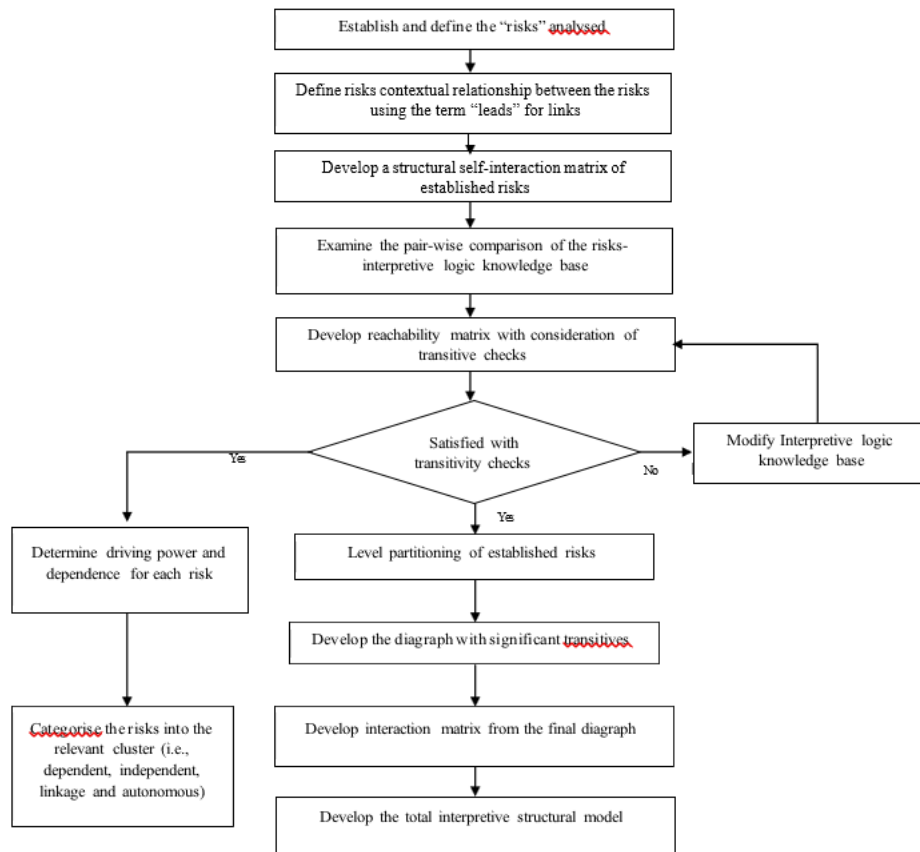 Establish and define the “risks” analysed
Define risks contextual relationship between the risks
using the term “leads” for links
Develop a structural self-interaction matrix of
established risks
Examine the pair-wise comparison of the risks-
interpretive logic knowledge base
Develop reachability matrix with consideration of
transitive checks
Satisfied with
transitivity checks
Modify Interpretive logic
knowledge base
Yes
No
Yes
Determine driving power and
dependence for each risk
Level partitioning of established risks
Develop the diagraph with significant transitives
Categorise the risks into the
relevant cluster (i.e.,
dependent, independent,
linkage and autonomous)
Develop interaction matrix from the final diagraph
Develop the total interpretive structural model